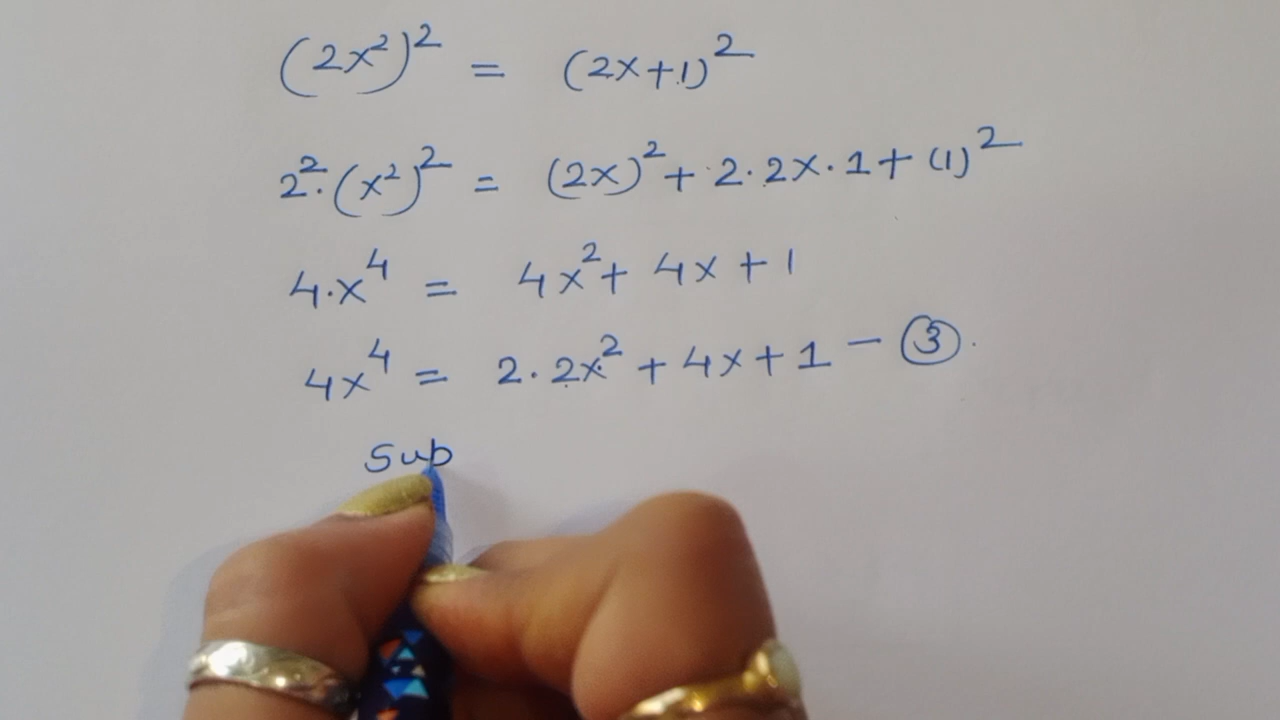 (2x²)² = (2x+1)²
2²·(x²)² = (2x)² + 2·2x·1 + (1)²
4·x⁴ = 4x² + 4x + 1
4x⁴ = 2·2x² + 4x + 1 — ③.
Sub